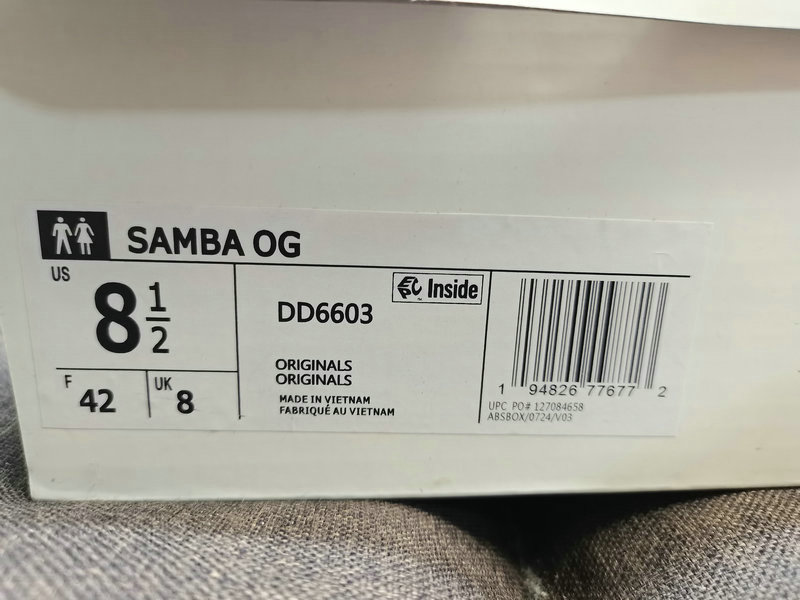 SAMBA OG
US
8 1/2
F 42
UK 8
EPC Inside
DD6603
ORIGINALS
ORIGINALS
MADE IN VIETNAM
FABRIQUÉ AU VIETNAM
1 94826 77677 2
UPC PO# 127084658
ABSBOX/0724/V03